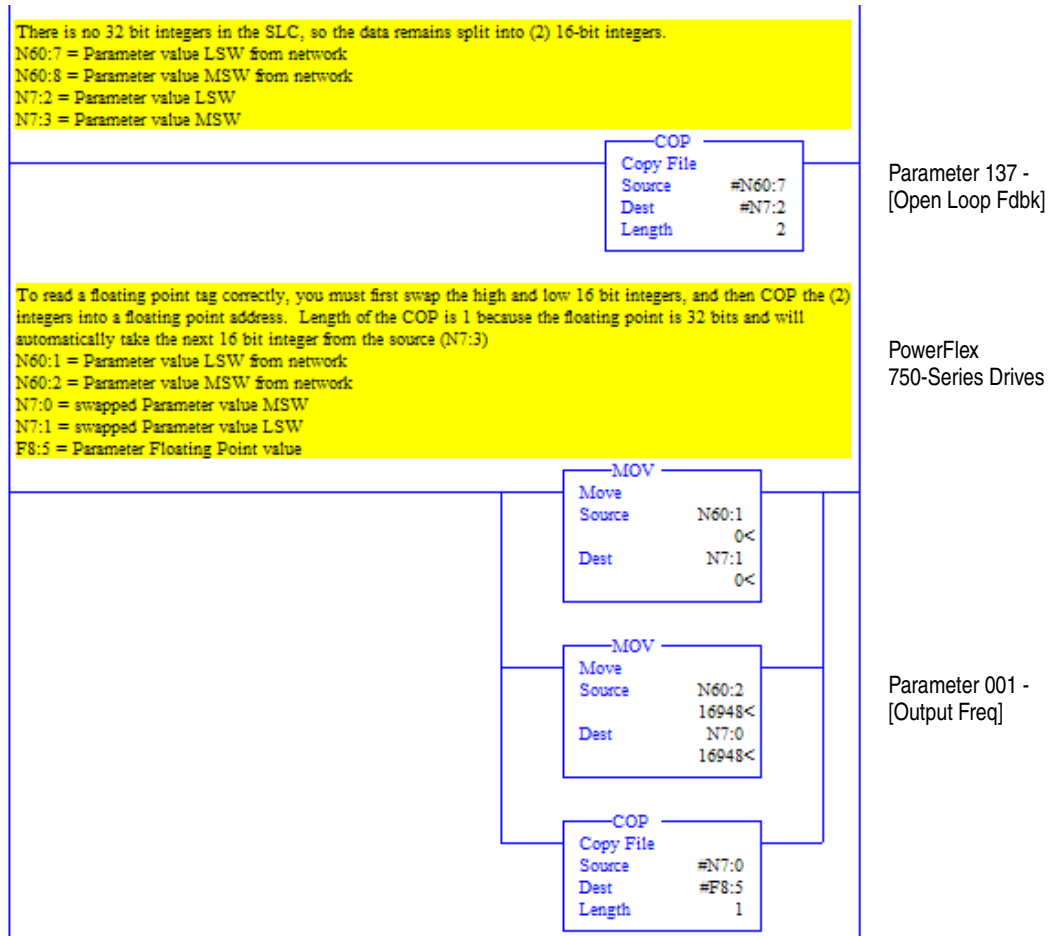 There is no 32 bit integers in the SLC, so the data remains split into (2) 16-bit integers.
N60:7 = Parameter value LSW from network
N60:8 = Parameter value MSW from network
N7:2 = Parameter value LSW
N7:3 = Parameter value MSW
COP
Copy File
Source #N60:7
Dest #N7:2
Length 2
Parameter 137 -
[Open Loop Fdbk]
To read a floating point tag correctly, you must first swap the high and low 16 bit integers, and then COP the (2)
integers into a floating point address. Length of the COP is 1 because the floating point is 32 bits and will
automatically take the next 16 bit integer from the source (N7:3)
N60:1 = Parameter value LSW from network
N60:2 = Parameter value MSW from network
N7:0 = swapped Parameter value MSW
N7:1 = swapped Parameter value LSW
F8:5 = Parameter Floating Point value
PowerFlex
750-Series Drives
MOV
Move
Source N60:1
0<
Dest N7:1
0<
MOV
Move
Source N60:2
16948<
Dest N7:0
16948<
Parameter 001 -
[Output Freq]
COP
Copy File
Source #N7:0
Dest #F8:5
Length 1